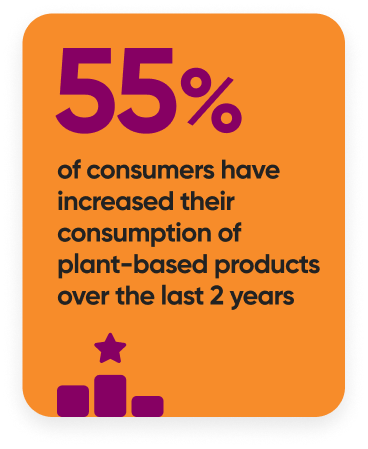 55%
of consumers have
increased their
consumption of
plant-based products
over the last 2 years